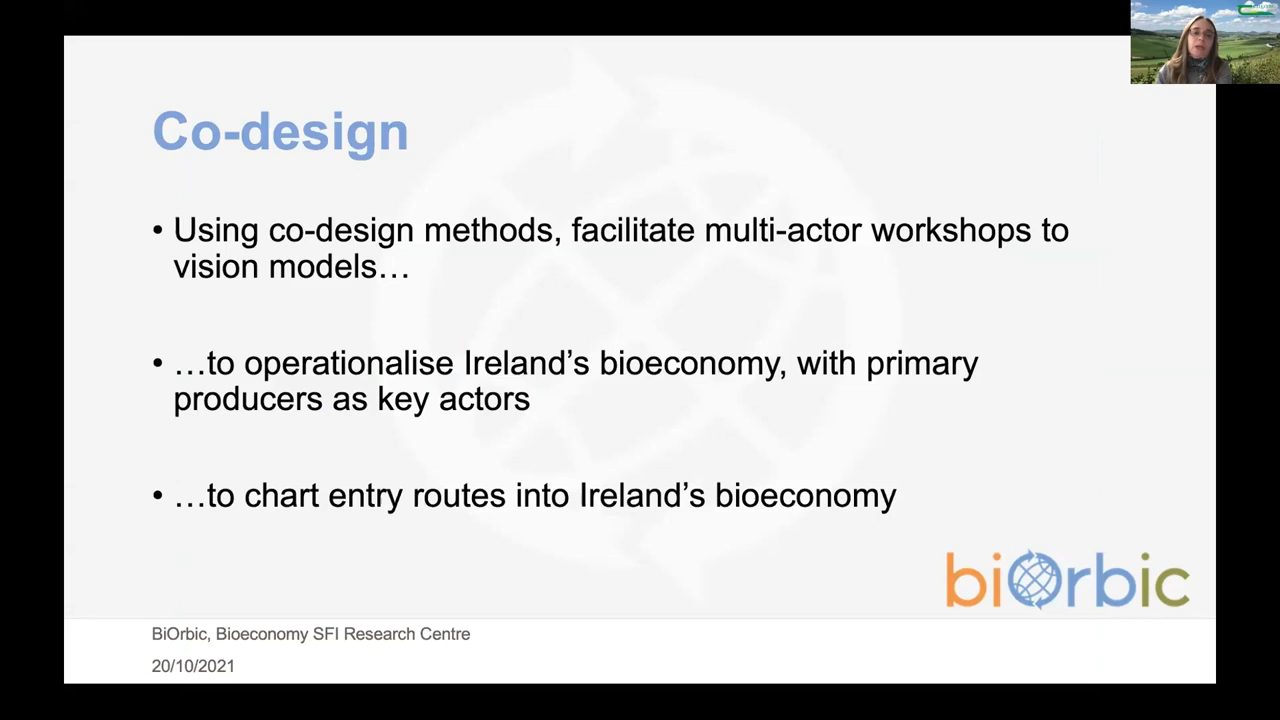 Co-design
• Using co-design methods, facilitate multi-actor workshops to
vision models…
• …to operationalise Ireland’s bioeconomy, with primary
producers as key actors
• …to chart entry routes into Ireland’s bioeconomy
biOrbic
BiOrbic, Bioeconomy SFI Research Centre
20/10/2021